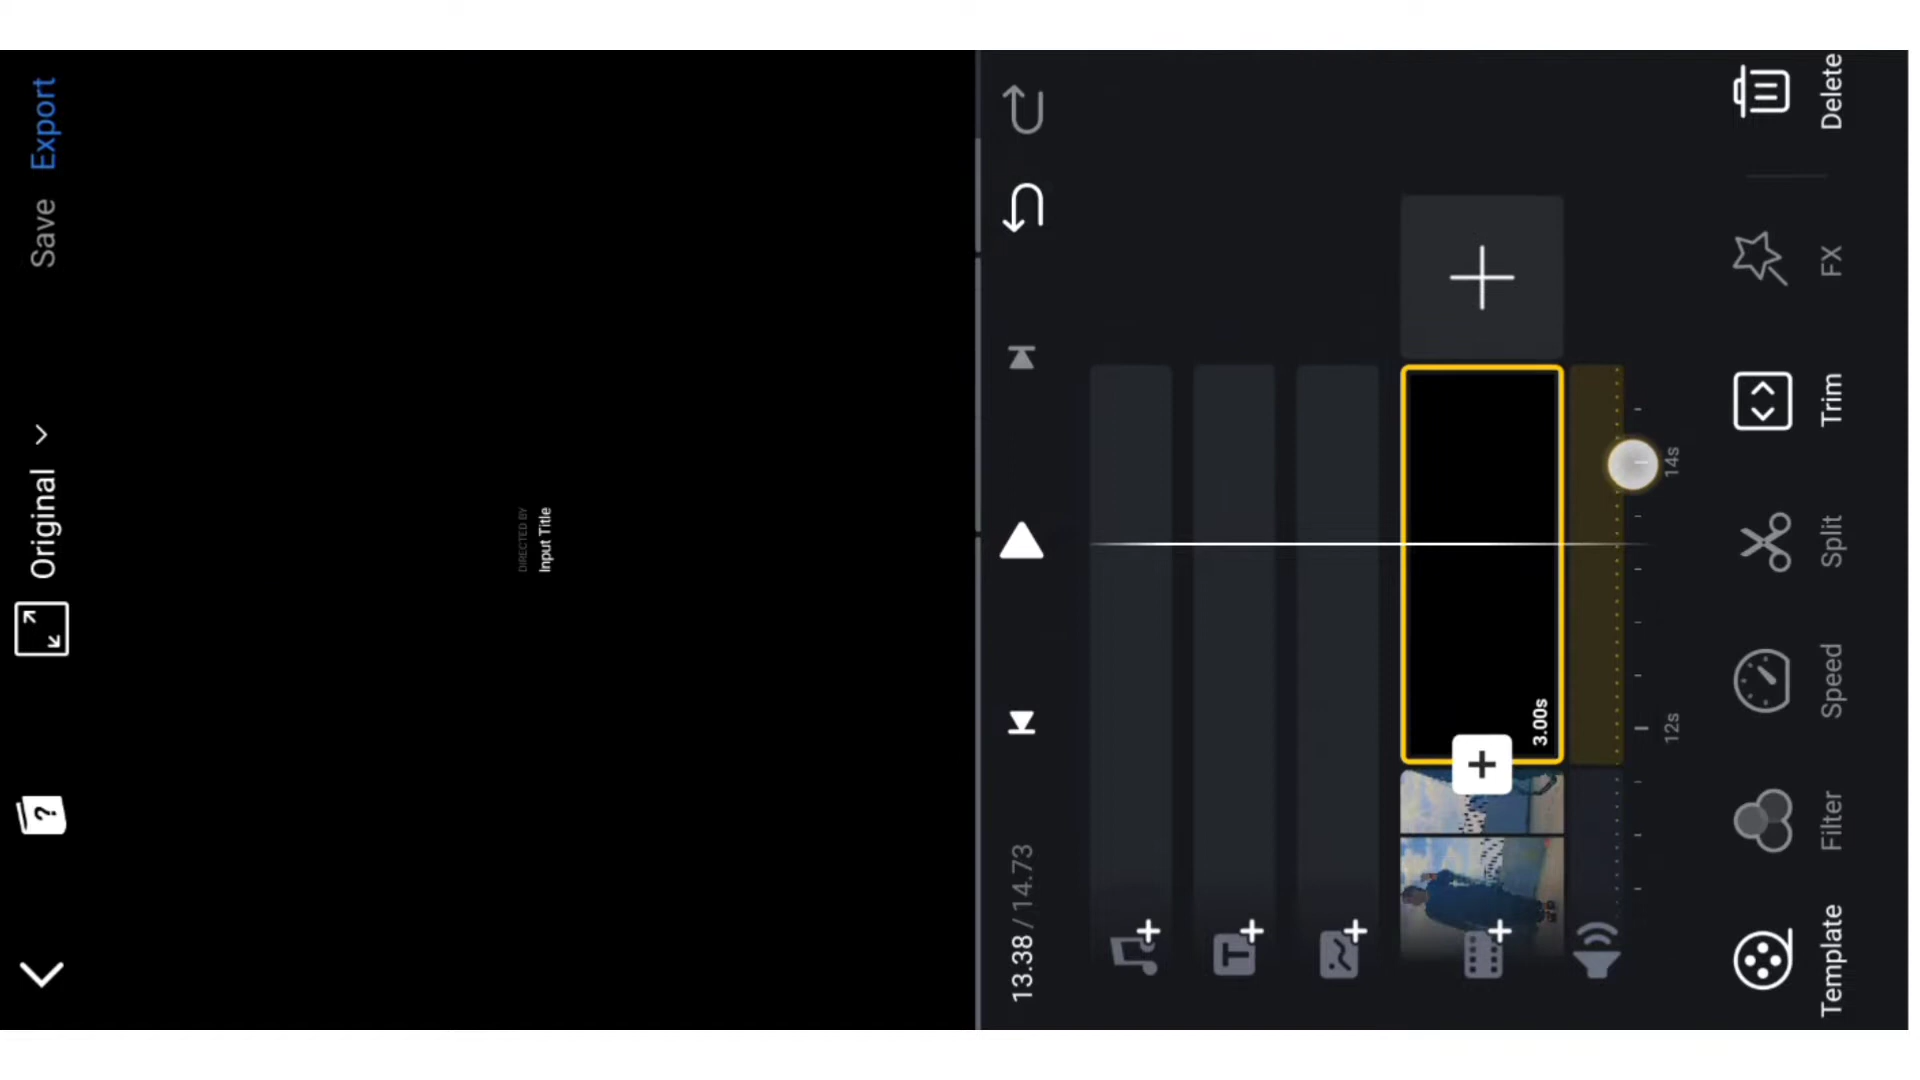 Original
Save
Export
DIRECTED BY
Input Title
13.38 / 14.73
T
3.00s
12s
14s
Template
Filter
Speed
Split
Trim
FX
Delete